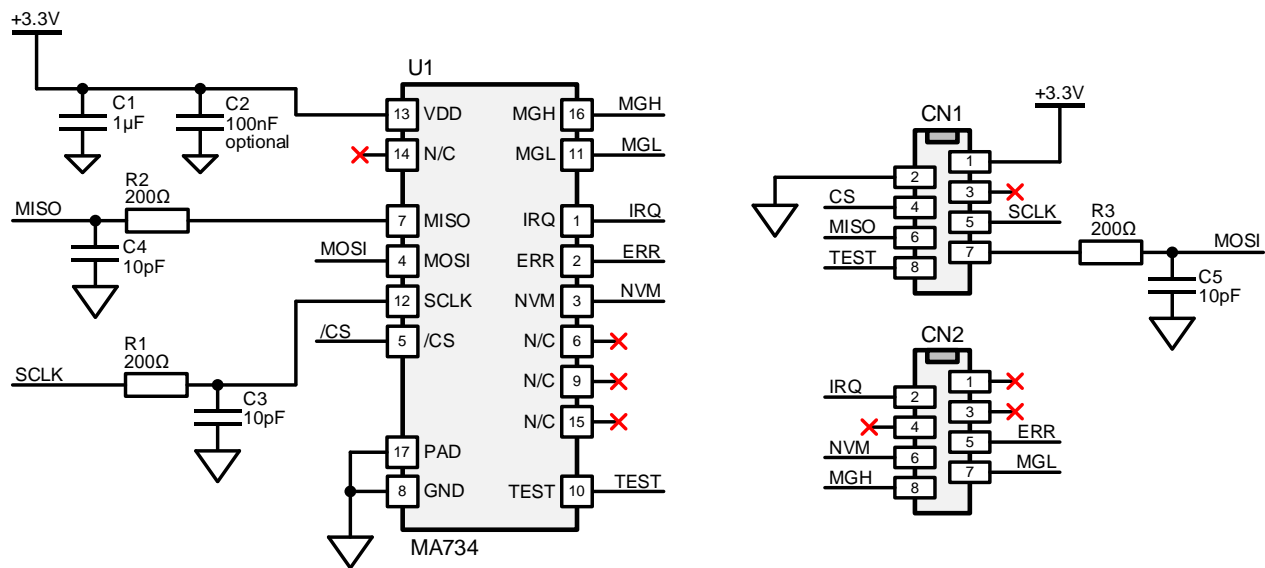 +3.3V
C1
1µF
C2
100nF
optional
U1
13
VDD
14
N/C
MISO
R2
200Ω
7
MISO
C4
10pF
MOSI
4
MOSI
12
SCLK
/CS
5
/CS
R1
200Ω
SCLK
C3
10pF
17
PAD
8
GND
MGH
16
MGH
MGL
11
MGL
IRQ
1
IRQ
ERR
2
ERR
NVM
3
NVM
N/C
6
N/C
9
N/C
15
TEST
10
TEST
MA734
+3.3V
CN1
1
2
3
CS
4
5
SCLK
MISO
6
7
TEST
8
R3
200Ω
MOSI
C5
10pF
CN2
1
IRQ
2
3
4
5
ERR
NVM
6
7
MGL
MGH
8